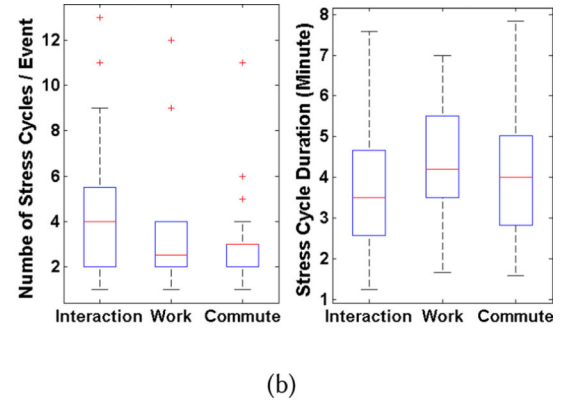 Numbe of Stress Cycles / Event
12
10
8
6
4
2
Interaction Work Commute
Stress Cycle Duration (Minute)
8
7
6
5
4
3
2
1
Interaction Work Commute
(b)